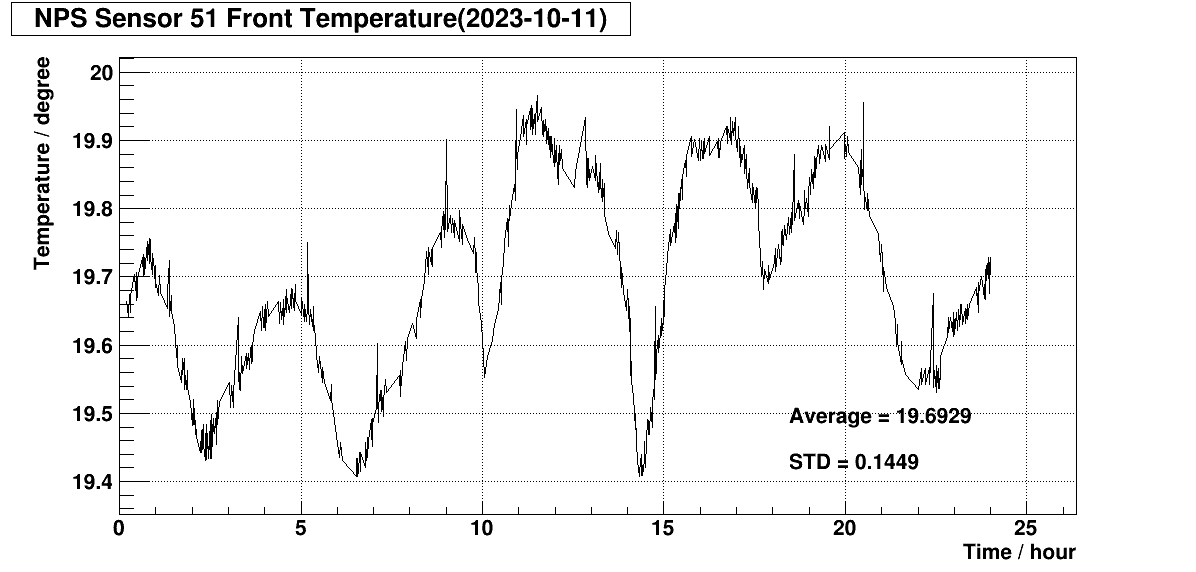 NPS Sensor 51 Front Temperature(2023-10-11)
Temperature / degree
20
19.9
19.8
19.7
19.6
19.5
19.4
Average = 19.6929
STD = 0.1449
0 5 10 15 20 25
Time / hour